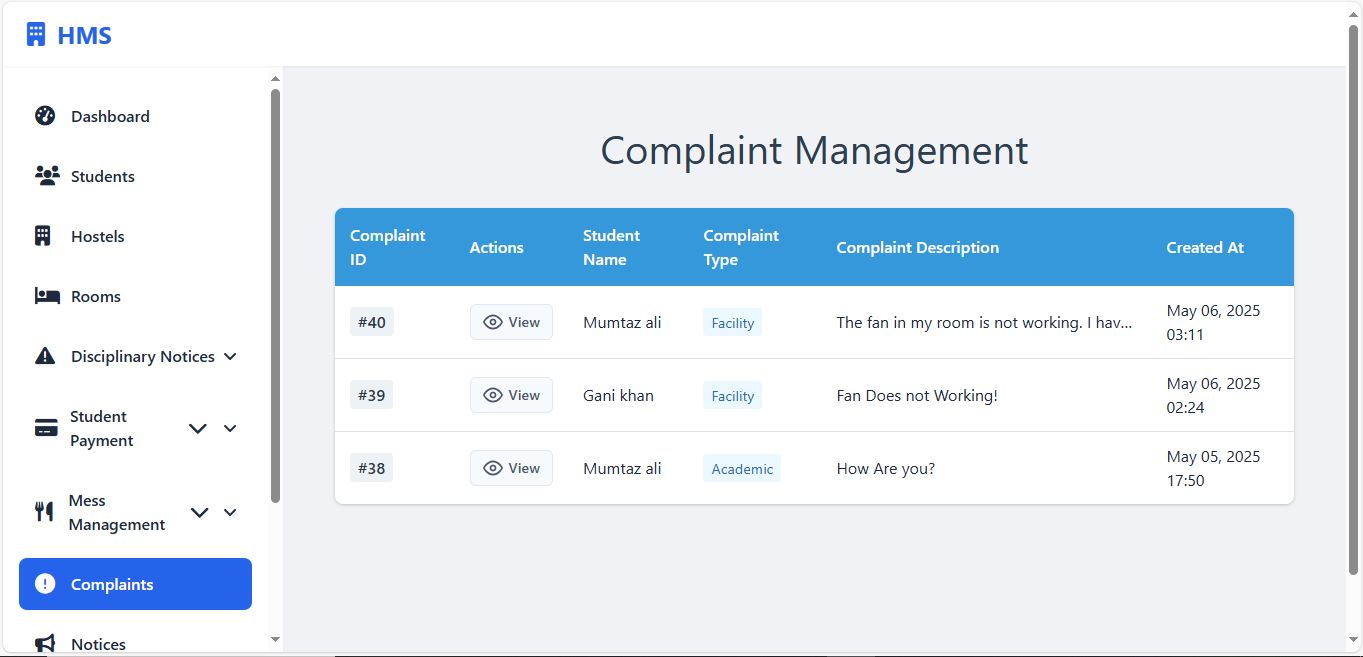 HMS
Dashboard
Students
Hostels
Rooms
Disciplinary Notices
Student
Payment
Mess
Management
Complaints
Notices
Complaint Management
Complaint
ID
Actions
Student
Name
Complaint
Type
Complaint Description
Created At
#40
View
Mumtaz ali
Facility
The fan in my room is not working. I hav...
May 06, 2025
03:11
#39
View
Gani khan
Facility
Fan Does not Working!
May 06, 2025
02:24
#38
View
Mumtaz ali
Academic
How Are you?
May 05, 2025
17:50